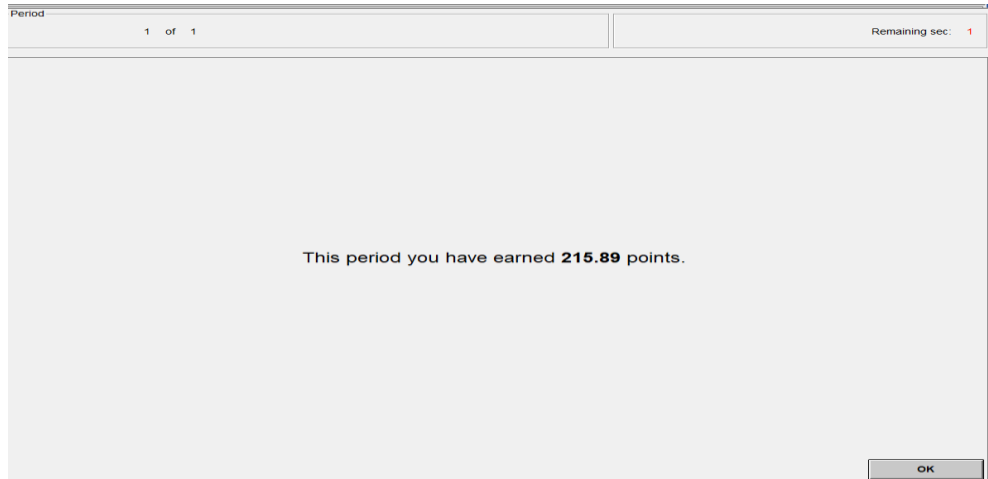 Period
1 of 1
Remaining sec: 1
This period you have earned 215.89 points.
OK